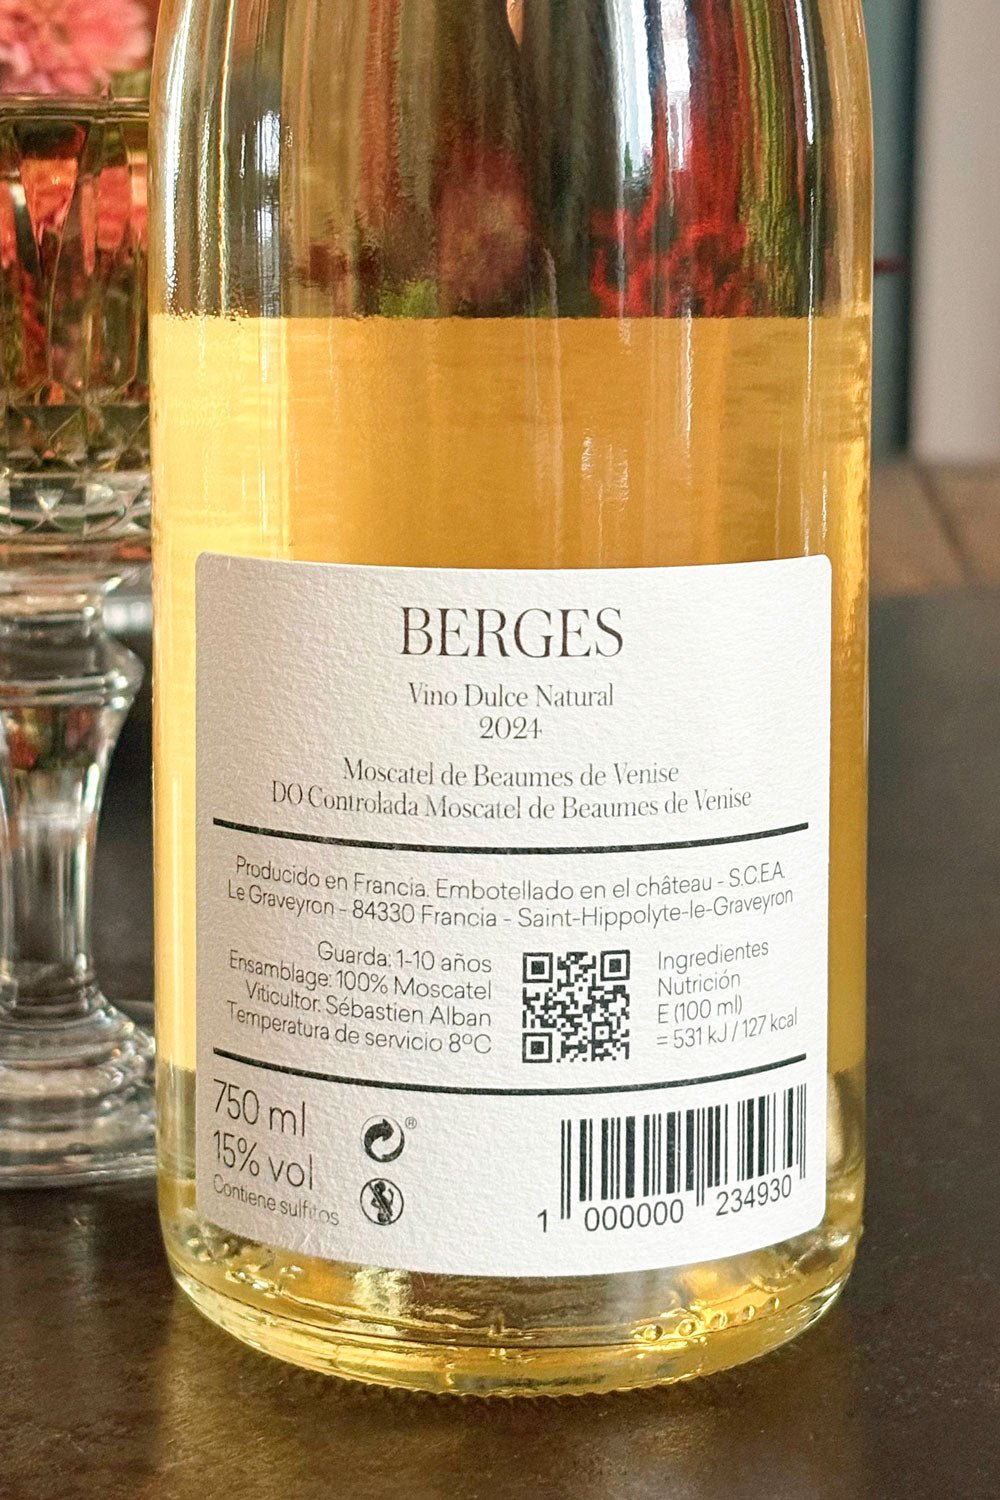 BERGES
Vino Dulce Natural
2024
Moscatel de Beaumes de Venise
DO Controlada Moscatel de Beaumes de Venise
Producido en Francia. Embotellado en el château - S.C.E.A.
Le Graveyron - 84330 Francia - Saint-Hippolyte-le-Graveyron
Guarda: 1-10 años
Ensamblage: 100% Moscatel
Viticultor: Sébastien Alban
Temperatura de servicio 8ºC
Ingredientes
Nutrición
E (100 ml)
= 531 kJ / 127 kcal
750 ml
15% vol
Contiene sulfitos
®
1 000000 234930